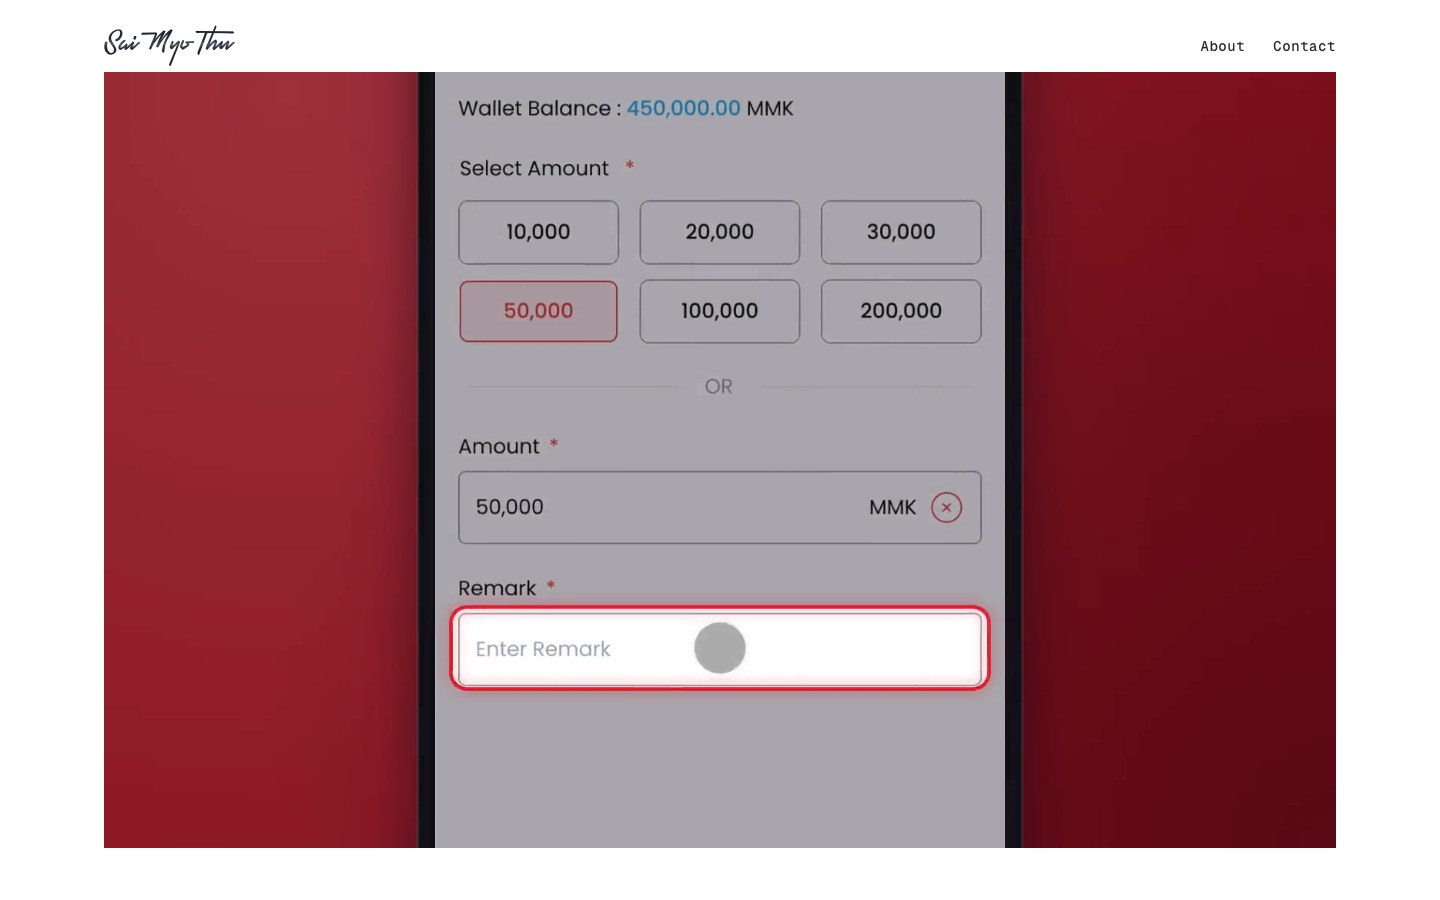 Sai Myo Thu
About Contact
Wallet Balance : 450,000.00 MMK
Select Amount *
10,000 20,000 30,000
50,000 100,000 200,000
OR
Amount *
50,000 MMK
Remark *
Enter Remark